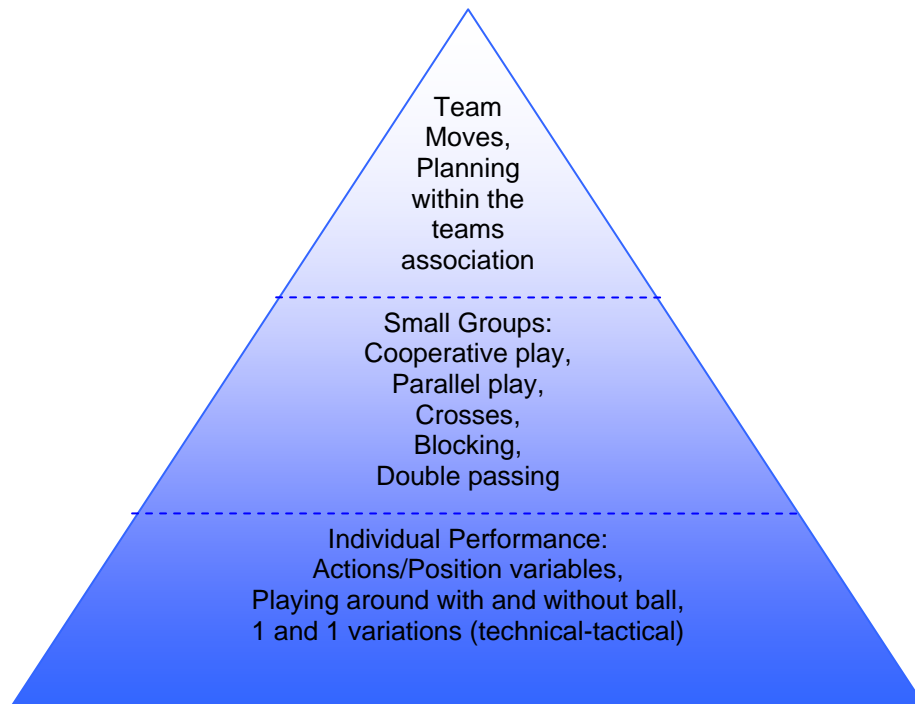 Team
Moves,
Planning
within the
teams
association
Small Groups:
Cooperative play,
Parallel play,
Crosses,
Blocking,
Double passing
Individual Performance:
Actions/Position variables,
Playing around with and without ball,
1 and 1 variations (technical-tactical)